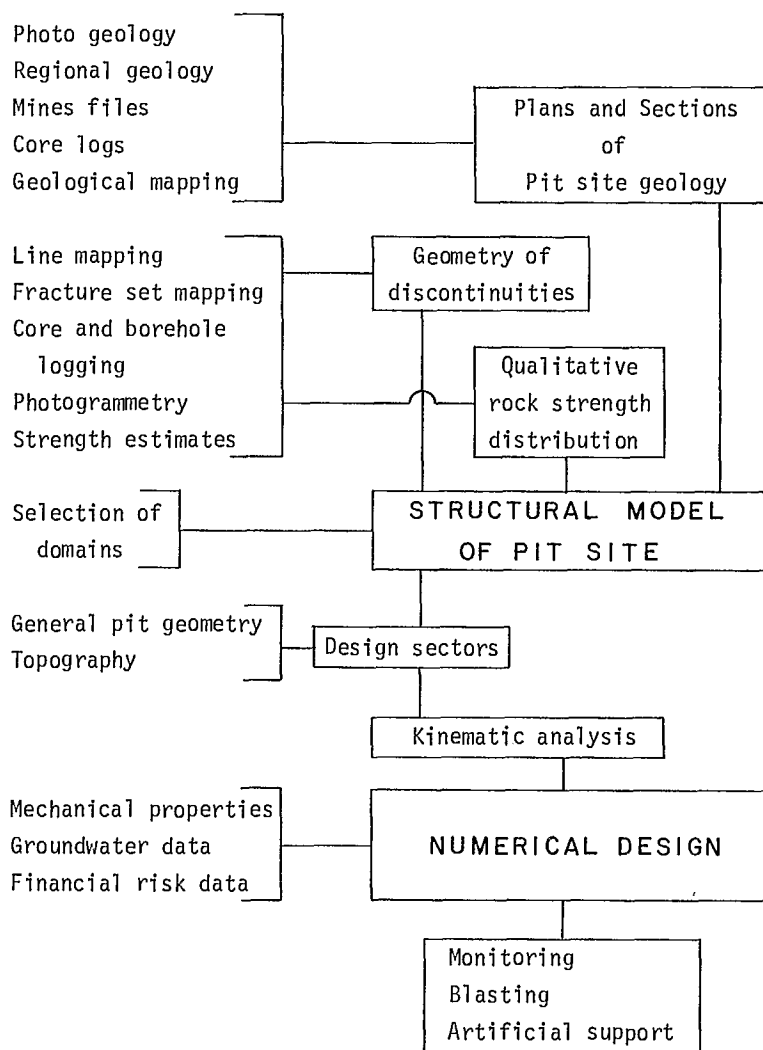 Photo geology
Regional geology
Mines files
Core logs
Geological mapping
Plans and Sections
of
Pit site geology
Line mapping
Fracture set mapping
Core and borehole
logging
Photogrammetry
Strength estimates
Geometry of
discontinuities
Qualitative
rock strength
distribution
Selection of
domains
STRUCTURAL MODEL
OF PIT SITE
General pit geometry
Topography
Design sectors
Kinematic analysis
Mechanical properties
Groundwater data
Financial risk data
NUMERICAL DESIGN
Monitoring
Blasting
Artificial support